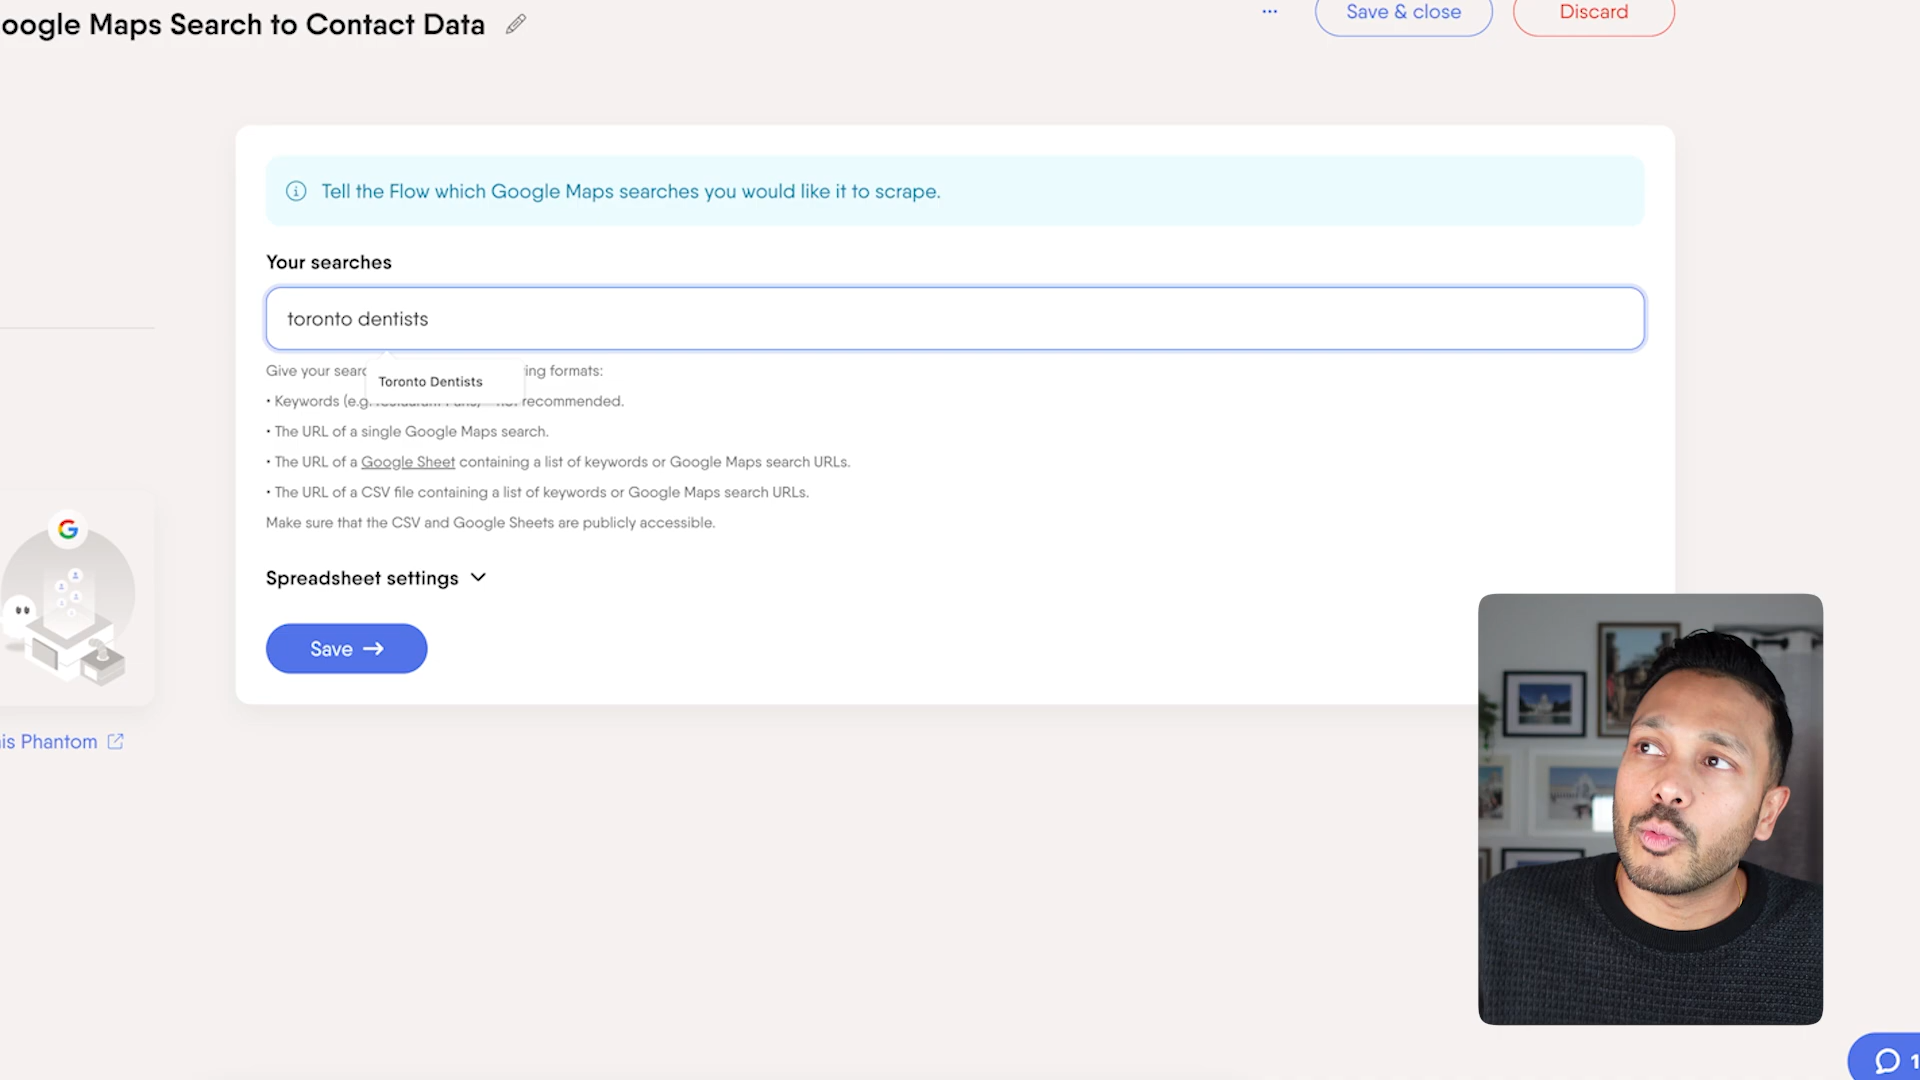 oogle Maps Search to Contact Data
...
Save & close
Discard
Tell the Flow which Google Maps searches you would like it to scrape.
Your searches
toronto dentists
Toronto Dentists
Give your sear ing formats:
• Keywords (e.g. recommended.
• The URL of a single Google Maps search.
• The URL of a Google Sheet containing a list of keywords or Google Maps search URLs.
• The URL of a CSV file containing a list of keywords or Google Maps search URLs.
Make sure that the CSV and Google Sheets are publicly accessible.
Spreadsheet settings
Save →
G
is Phantom
1